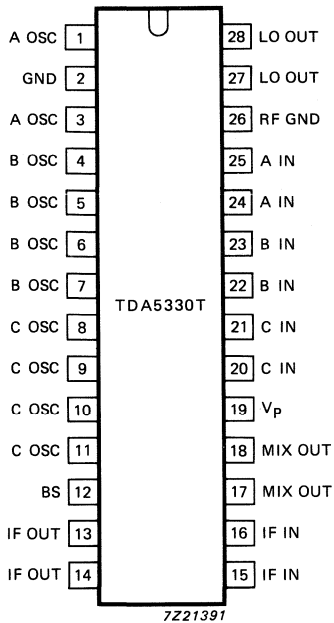 A OSC 1 28 LO OUT
GND 2 27 LO OUT
A OSC 3 26 RF GND
B OSC 4 25 A IN
B OSC 5 24 A IN
B OSC 6 23 B IN
B OSC 7 22 B IN
TDA5330T
C OSC 8 21 C IN
C OSC 9 20 C IN
C OSC 10 19 Vp
C OSC 11 18 MIX OUT
BS 12 17 MIX OUT
IF OUT 13 16 IF IN
IF OUT 14 15 IF IN
7Z21391